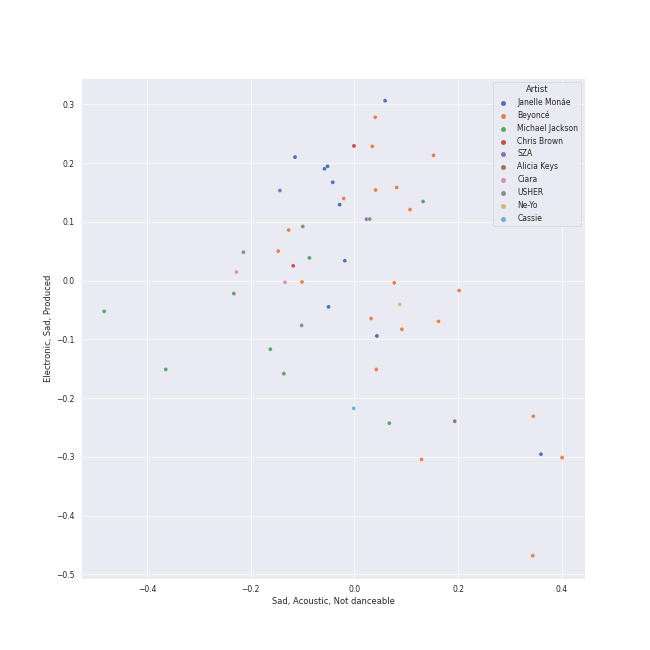 Artist
Janelle Monáe
Beyoncé
Michael Jackson
Chris Brown
SZA
Alicia Keys
Ciara
USHER
Ne-Yo
Cassie
0.3
0.2
0.1
0.0
−0.1
−0.2
−0.3
−0.4
−0.5
Electronic, Sad, Produced
−0.4 −0.2 0.0 0.2 0.4
Sad, Acoustic, Not danceable